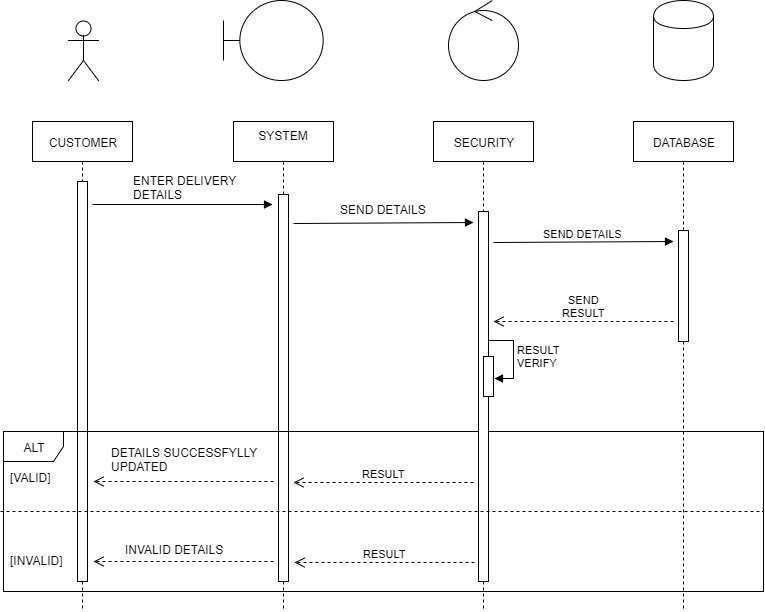 CUSTOMER
SYSTEM
SECURITY
DATABASE
ENTER DELIVERY
DETAILS
SEND DETAILS
SEND DETAILS
SEND
RESULT
RESULT
VERIFY
ALT
DETAILS SUCCESSFYLLY
UPDATED
RESULT
[VALID]
INVALID DETAILS
RESULT
[INVALID]